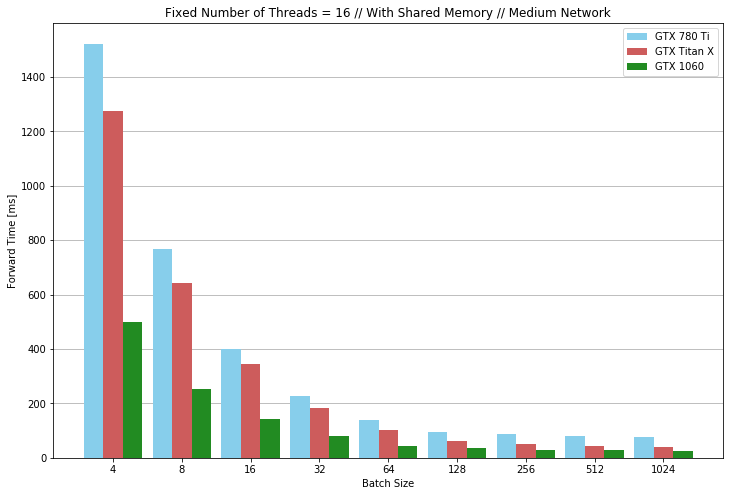 Fixed Number of Threads = 16 // With Shared Memory // Medium Network
GTX 780 Ti
GTX Titan X
GTX 1060
Forward Time [ms]
1400
1200
1000
800
600
400
200
0
4 8 16 32 64 128 256 512 1024
Batch Size